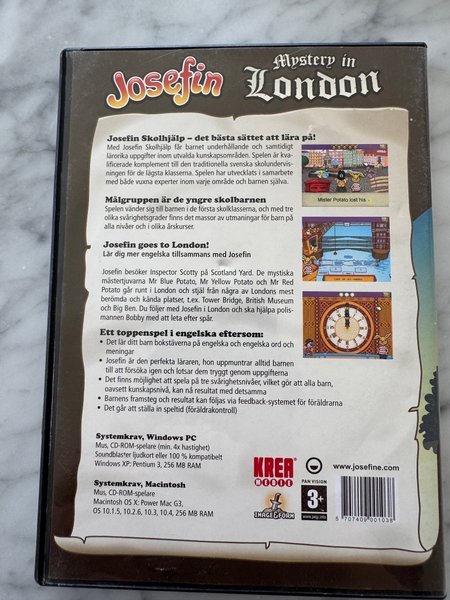 Josefin
Mystery in
London
Josefin Skolhjälp – det bästa sättet att lära på!
Med Josefin Skolhjälp får barnet underhållande och samtidigt
lärorika uppgifter inom utvalda kunskapsområden. Spelen är kva-
lificerade komplement till den traditionella svenska skolundervis-
ningen för de lägsta klasserna. Spelen har utvecklats i samarbete
med både vuxna experter inom varje område och barnen själva.
Målgruppen är de yngre skolbarnen
Spelen vänder sig till barnen i de första skolklasserna, och med tre
olika svårighetsgrader finns det massor av utmaningar för barn på
alla nivåer och i olika årskurser.
Josefin goes to London!
Lär dig mer engelska tillsammans med Josefin
Josefin besöker Inspector Scotty på Scotland Yard. De mystiska
mästertjuvarna Mr Blue Potato, Mr Yellow Potato och Mr Red
Potato går runt i London och stjäl från några av Londons mest
berömda och kända platser, t.ex. Tower Bridge, British Museum
och Big Ben. Du följer med Josefin i London och ska hjälpa polis-
mannen Bobby med att leta efter spår.
Ett toppenspel i engelska eftersom:
• Det lär ditt barn bokstäverna på engelska och engelska ord och
meningar
• Josefin är den perfekta läraren, hon uppmuntrar alltid barnen
till att försöka igen och lotsar dem tryggt genom uppgifterna
• Det finns möjlighet att spela på tre svårighetsnivåer, vilket gör att alla barn,
oavsett kunskapsnivå, kan nå resultat med detsamma
• Barnens framsteg och resultat kan följas via feedback-systemet för föräldrarna
• Det går att ställa in speltid (föräldrakontroll)
Mister Potato lost his
Systemkrav, Windows PC
Mus, CD-ROM-spelare (min. 4x hastighet)
Soundblaster ljudkort eller 100 % kompatibelt
Windows XP: Pentium 3, 256 MB RAM
Systemkrav, Macintosh
Mus, CD-ROM-spelare
Macintosh OS X: Power Mac G3,
OS 10.1.5, 10.2.6, 10.3, 10.4, 256 MB RAM
KREA
MEDIE
IMAGE & FORM
PAN VISION
3+
www.pegi.info
www.josefine.com
5 707409 001038